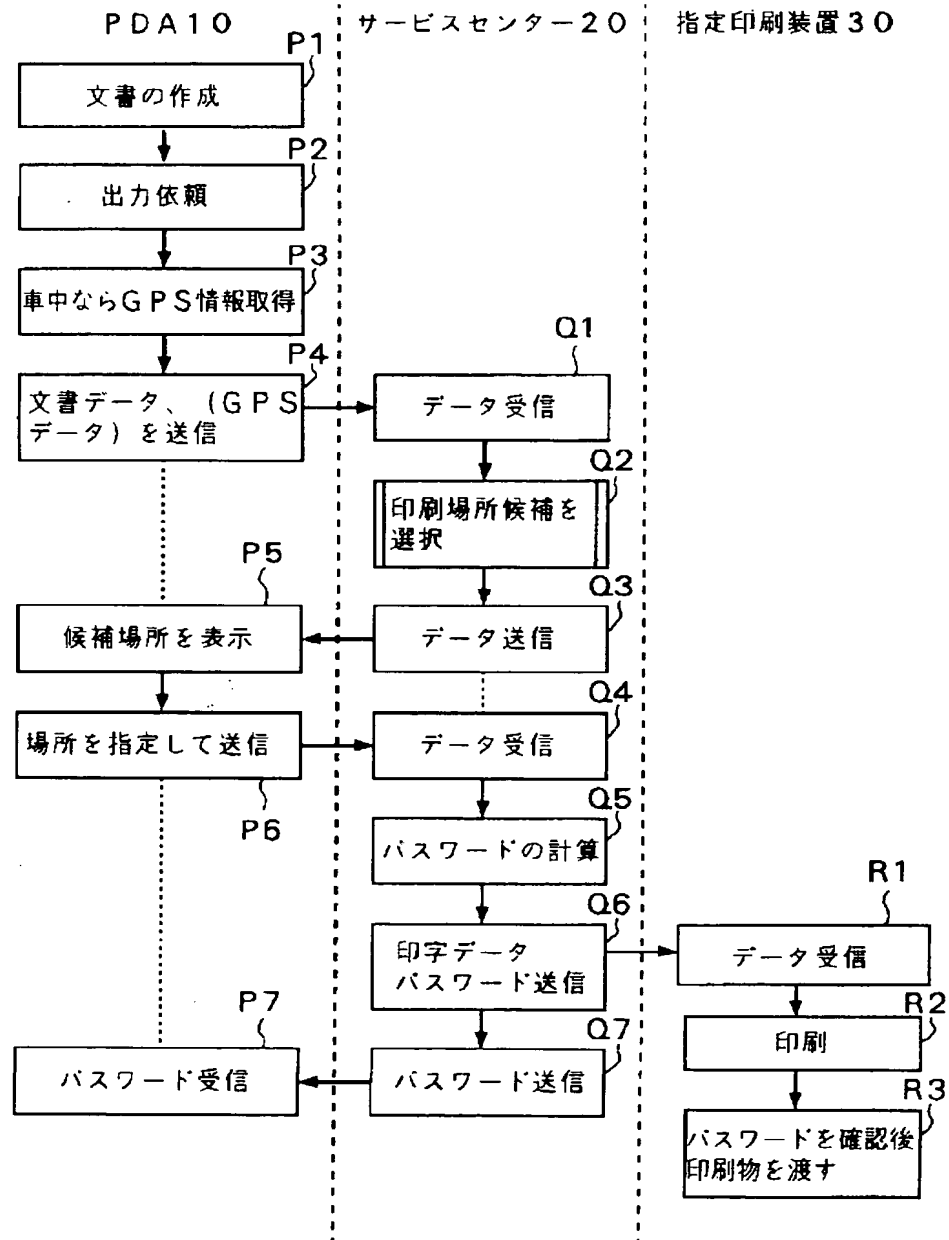 PDA10
サービスセンター20
指定印刷装置30
P1
文書の作成
P2
出力依頼
P3
車中ならGPS情報取得
P4
文書データ、(GPS
データ)を送信
Q1
データ受信
Q2
印刷場所候補を
選択
P5
候補場所を表示
Q3
データ送信
場所を指定して送信
P6
Q4
データ受信
Q5
パスワードの計算
Q6
印字データ
パスワード送信
R1
データ受信
R2
印刷
P7
パスワード受信
Q7
パスワード送信
R3
パスワードを確認後
印刷物を渡す